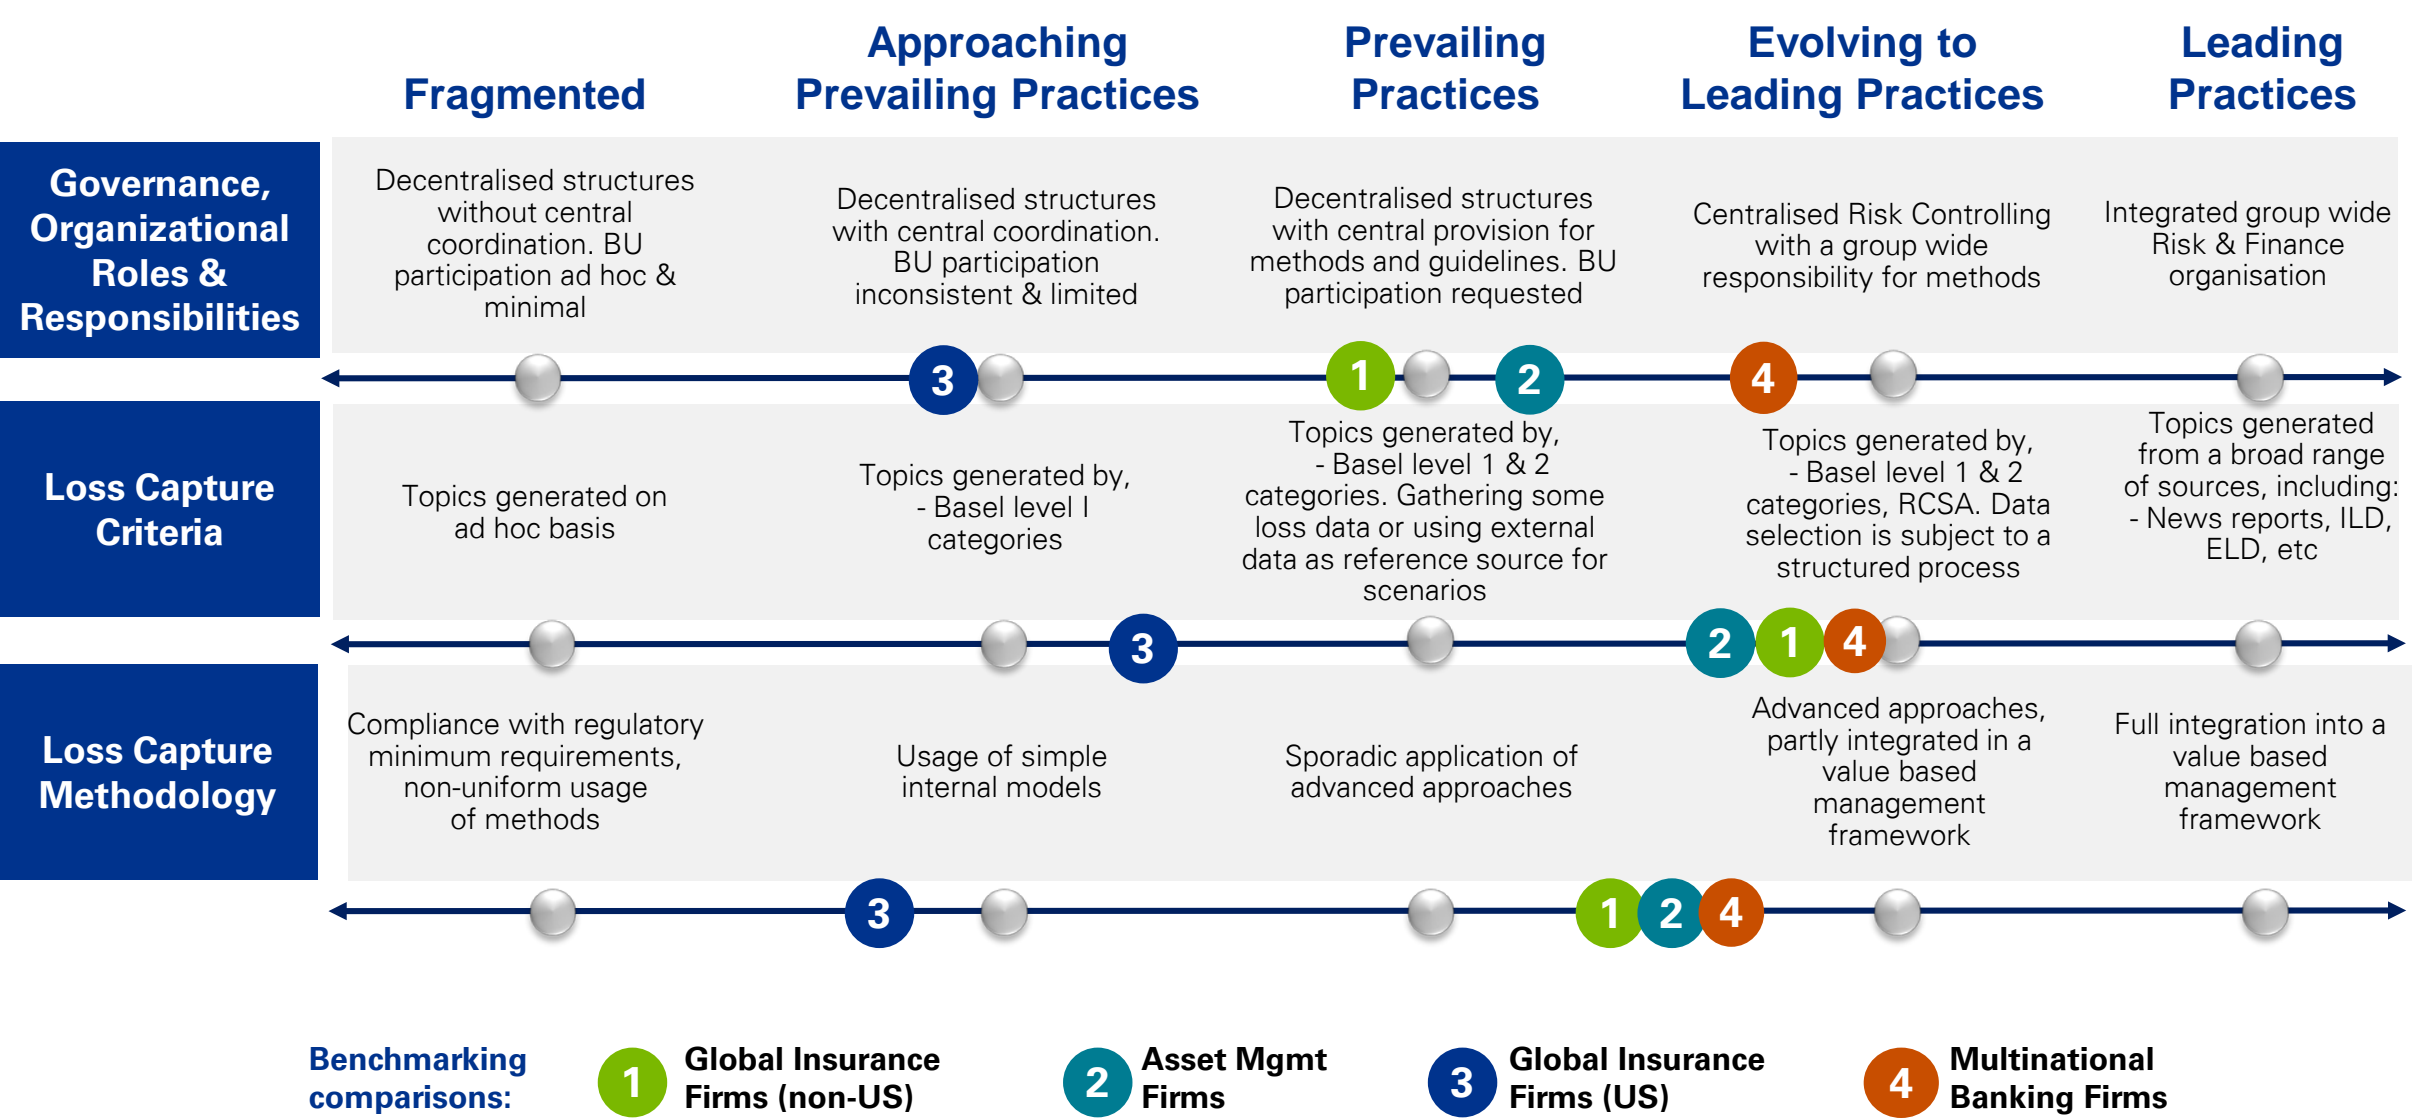 Fragmented
Approaching
Prevailing Practices
Prevailing
Practices
Evolving to
Leading Practices
Leading
Practices
Governance,
Organizational
Roles &
Responsibilities
Decentralised structures
without central
coordination. BU
participation ad hoc &
minimal
Decentralised structures
with central coordination.
BU participation
inconsistent & limited
Decentralised structures
with central provision for
methods and guidelines. BU
participation requested
Centralised Risk Controlling
with a group wide
responsibility for methods
Integrated group wide
Risk & Finance
organisation
3
1
2
4
Loss Capture
Criteria
Topics generated on
ad hoc basis
Topics generated by,
- Basel level I
categories
Topics generated by,
- Basel level 1 & 2
categories. Gathering some
loss data or using external
data as reference source for
scenarios
Topics generated by,
- Basel level 1 & 2
categories, RCSA. Data
selection is subject to a
structured process
Topics generated
from a broad range
of sources, including:
- News reports, ILD,
ELD, etc
3
2
1
4
Loss Capture
Methodology
Compliance with regulatory
minimum requirements,
non-uniform usage
of methods
Usage of simple
internal models
Sporadic application of
advanced approaches
Advanced approaches,
partly integrated in a
value based
management
framework
Full integration into a
value based
management
framework
3
1
2
4
Benchmarking
comparisons:
1
Global Insurance
Firms (non-US)
2
Asset Mgmt
Firms
3
Global Insurance
Firms (US)
4
Multinational
Banking Firms